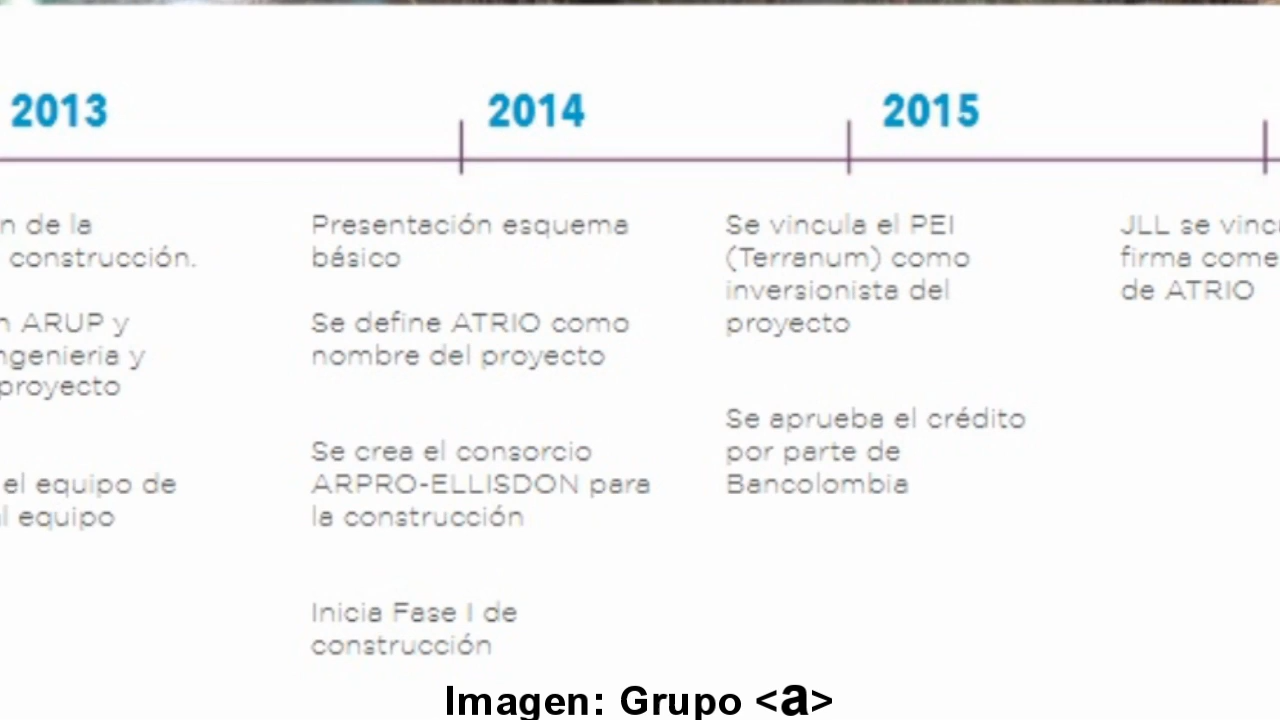 2013
2014
2015
n de la
construcción.
n ARUP y
ngenieria y
proyecto
el equipo de
l equipo
Presentación esquema
básico
Se define ATRIO como
nombre del proyecto
Se crea el consorcio
ARPRO-ELLISDON para
la construcción
Inicia Fase I de
construcción
Se vincula el PEI
(Terranum) como
inversionista del
proyecto
Se aprueba el crédito
por parte de
Bancolombia
JLL se vincu
firma come
de ATRIO
Imagen: Grupo <a>